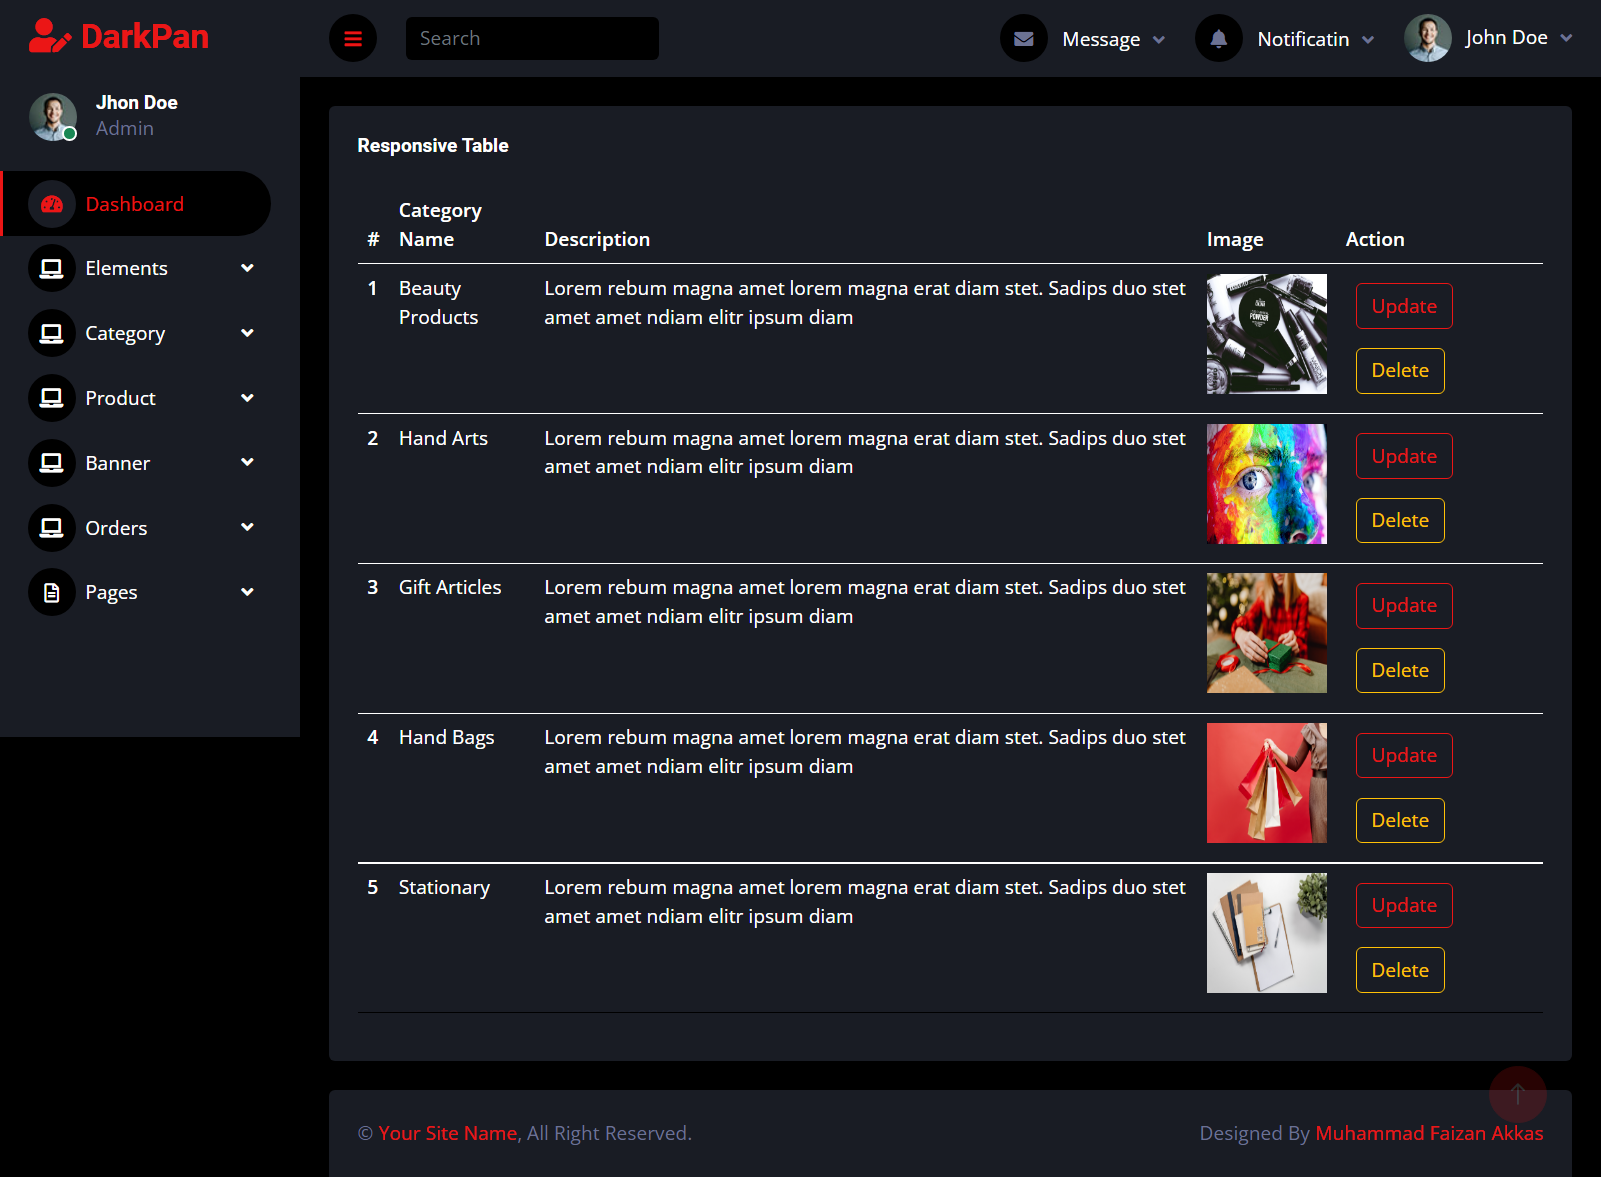 DarkPan
Search
Message
Notificatin
John Doe
Jhon Doe
Admin
Dashboard
Elements
Category
Product
Banner
Orders
Pages
Responsive Table
# Category Name Description Image Action
1 Beauty Products Lorem rebum magna amet lorem magna erat diam stet. Sadips duo stet
amet amet ndiam elitr ipsum diam
POWDER
Update
Delete
2 Hand Arts Lorem rebum magna amet lorem magna erat diam stet. Sadips duo stet
amet amet ndiam elitr ipsum diam
Update
Delete
3 Gift Articles Lorem rebum magna amet lorem magna erat diam stet. Sadips duo stet
amet amet ndiam elitr ipsum diam
Update
Delete
4 Hand Bags Lorem rebum magna amet lorem magna erat diam stet. Sadips duo stet
amet amet ndiam elitr ipsum diam
Update
Delete
5 Stationary Lorem rebum magna amet lorem magna erat diam stet. Sadips duo stet
amet amet ndiam elitr ipsum diam
Update
Delete
© Your Site Name, All Right Reserved.
Designed By Muhammad Faizan Akkas